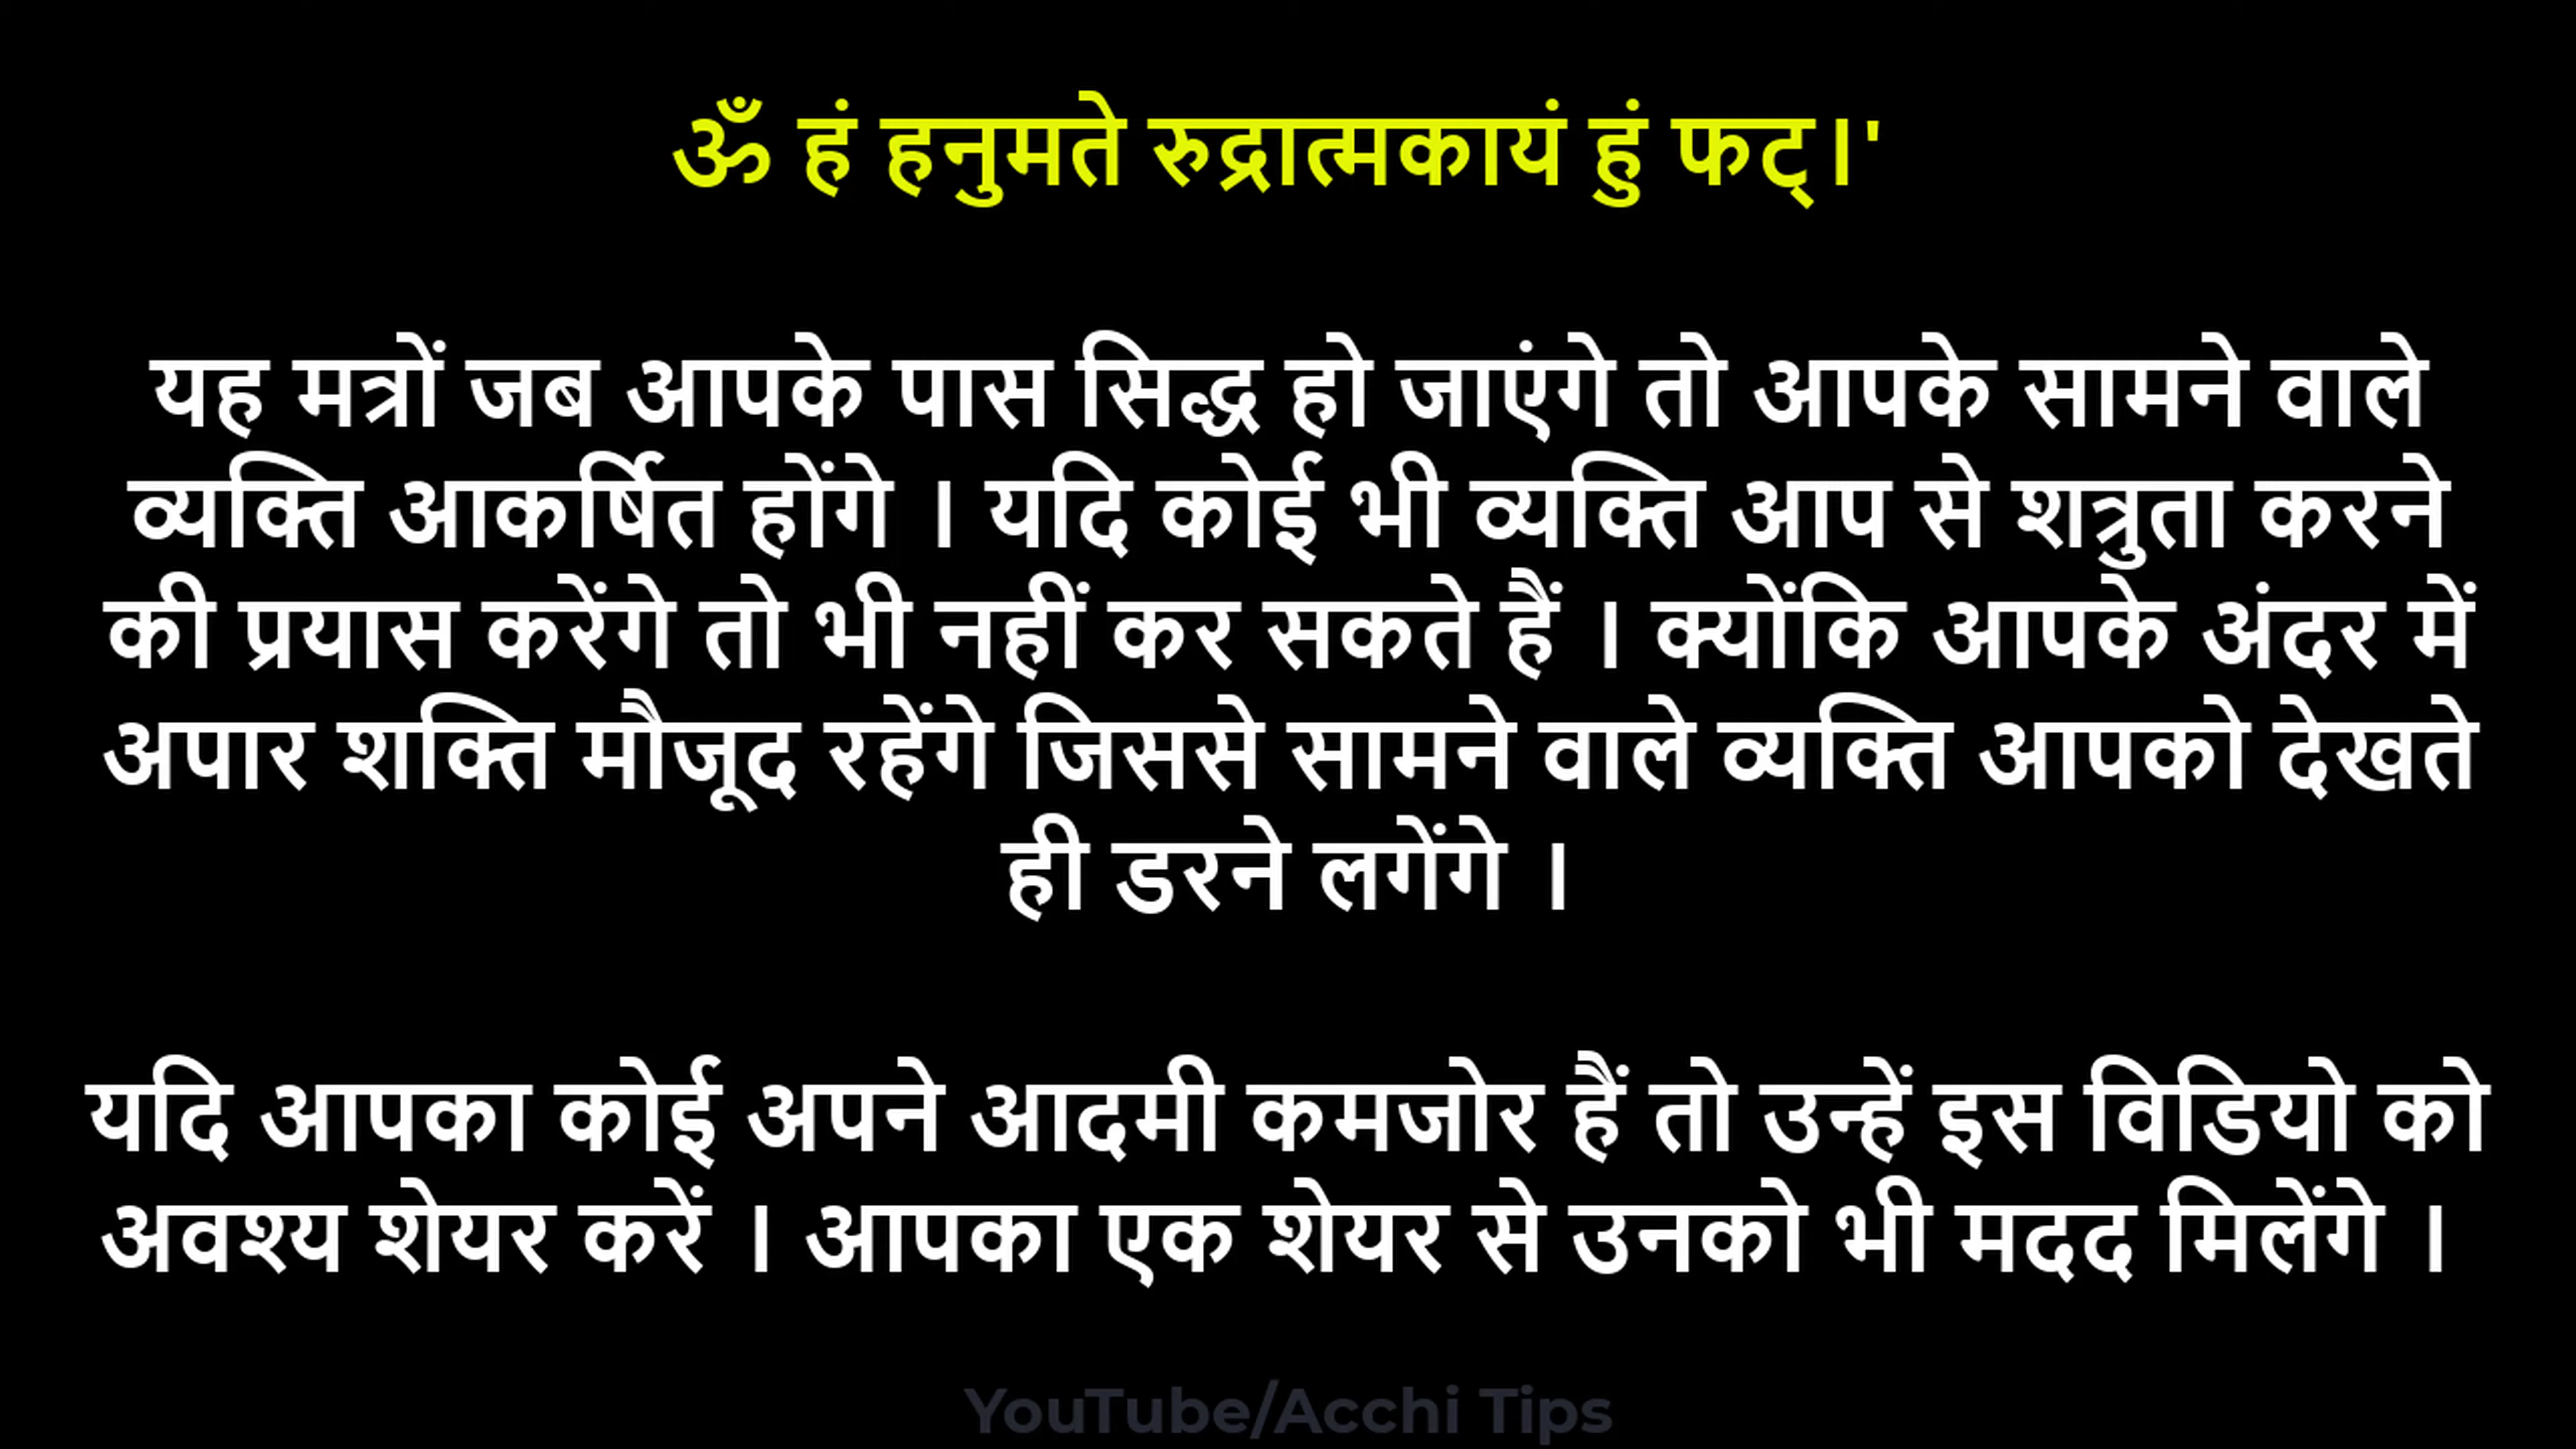 ॐ हं हनुमते रुद्रात्मकायं हुं फट्।'
यह मत्रों जब आपके पास सिद्ध हो जाएंगे तो आपके सामने वाले
व्यक्ति आकर्षित होंगे । यदि कोई भी व्यक्ति आप से शत्रुता करने
की प्रयास करेंगे तो भी नहीं कर सकते हैं । क्योंकि आपके अंदर में
अपार शक्ति मौजूद रहेंगे जिससे सामने वाले व्यक्ति आपको देखते
ही डरने लगेंगे ।
यदि आपका कोई अपने आदमी कमजोर हैं तो उन्हें इस विडियो को
अवश्य शेयर करें । आपका एक शेयर से उनको भी मदद मिलेंगे ।
YouTube/Acchi Tips